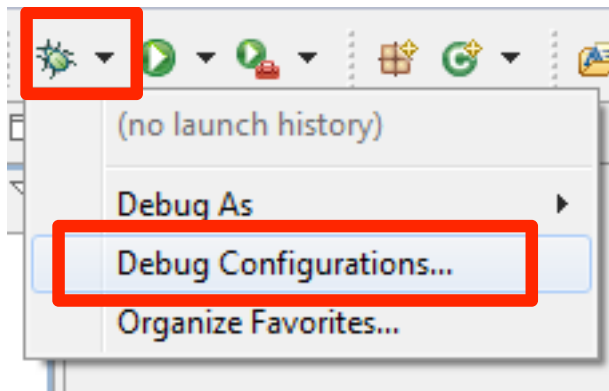 (no launch history)
Debug As
Debug Configurations...
Organize Favorites...